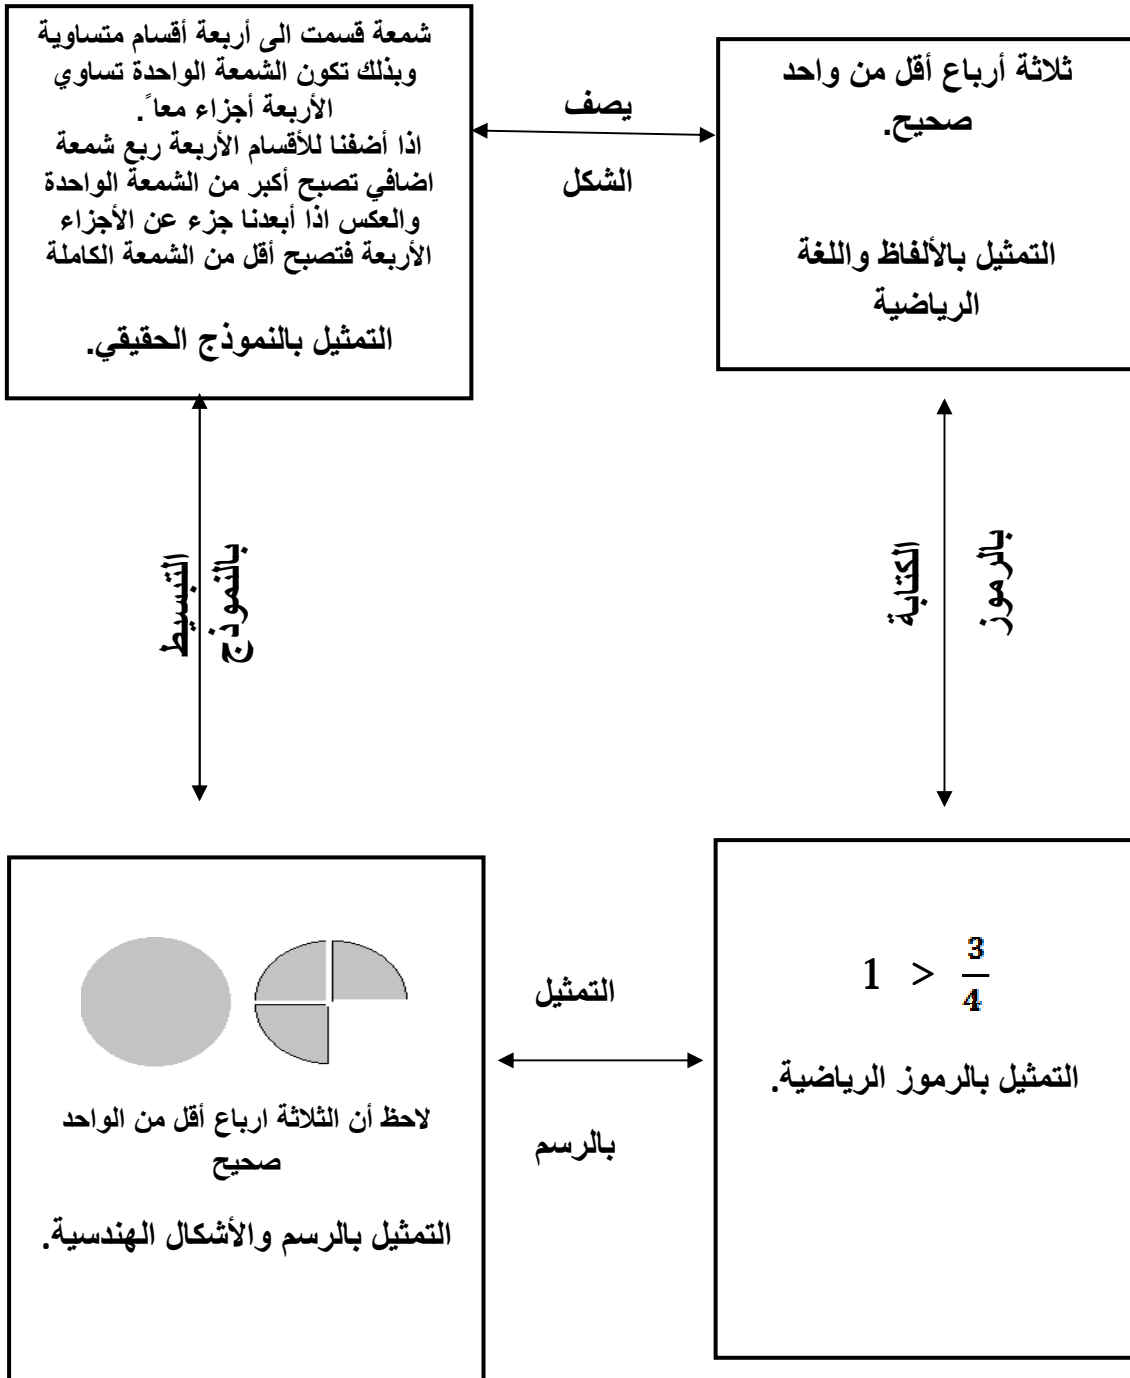 ثلاثة أرباع أقل من واحد
صحيح.
التمثيل بالألفاظ واللغة
الرياضية
يصف
الشكل
شمعة قسمت الى أربعة أقسام متساوية
وبذلك تكون الشمعة الواحدة تساوي
الأربعة أجزاء معا ً.
اذا أضفنا للأقسام الأربعة ربع شمعة
اضافي تصبح أكبر من الشمعة الواحدة
والعكس اذا أبعدنا جزء عن الأجزاء
الأربعة فتصبح أقل من الشمعة الكاملة
التمثيل بالنموذج الحقيقي.
الكتابة
بالرموز
التبسيط
بالنموذج
1 > 3/4
التمثيل بالرموز الرياضية.
التمثيل
بالرسم
لاحظ أن الثلاثة ارباع أقل من الواحد
صحيح
التمثيل بالرسم والأشكال الهندسية.